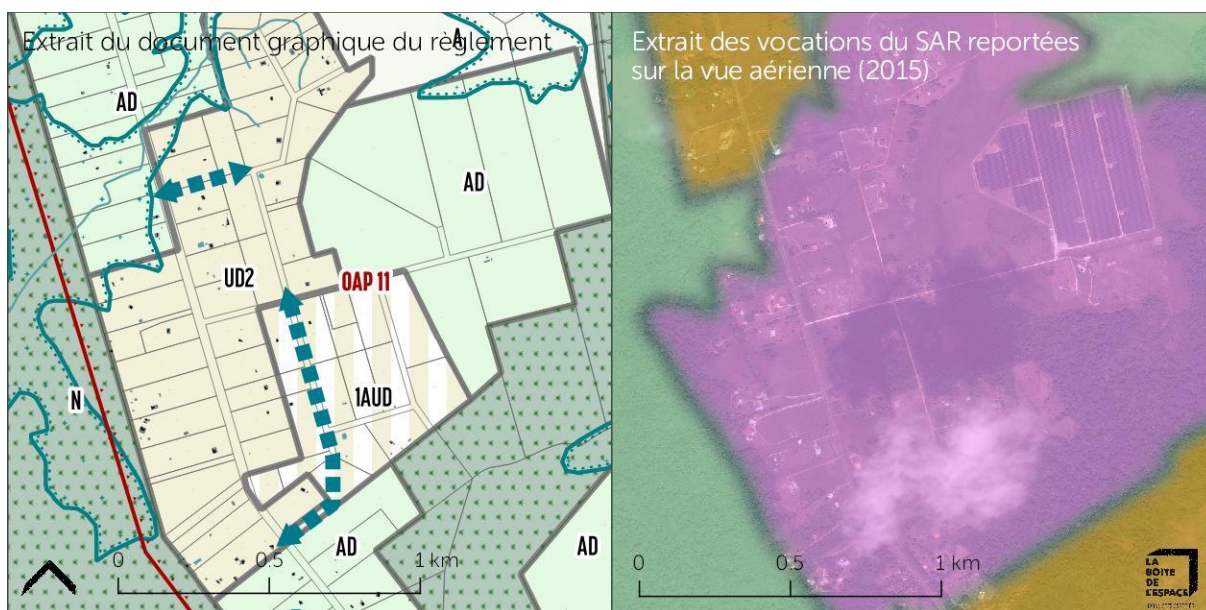 Extrait du document graphique du règlement
A
AD
AD
UD2
OAP 11
N
1AUD
AD
AD
0 0.5 1 km
Extrait des vocations du SAR reportées
sur la vue aérienne (2015)
0 0.5 1 km
LA
BOITE
DE
L'ESPACE